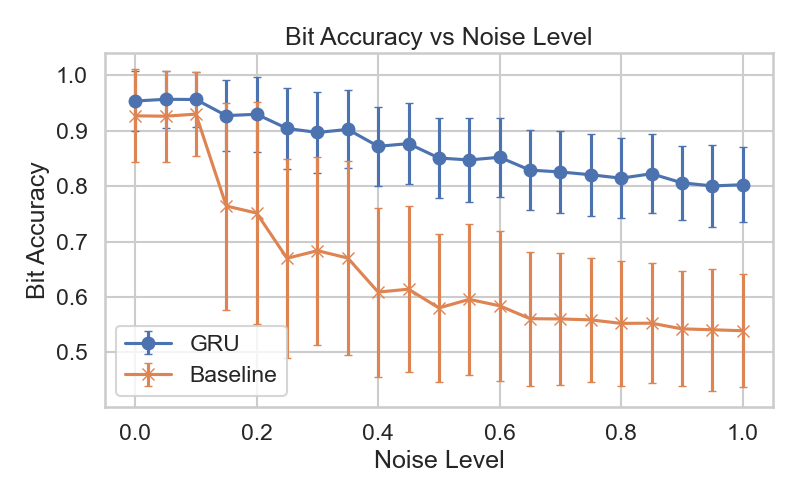 Bit Accuracy vs Noise Level
Bit Accuracy
1.0
0.9
0.8
0.7
0.6
0.5
GRU
Baseline
0.0 0.2 0.4 0.6 0.8 1.0
Noise Level